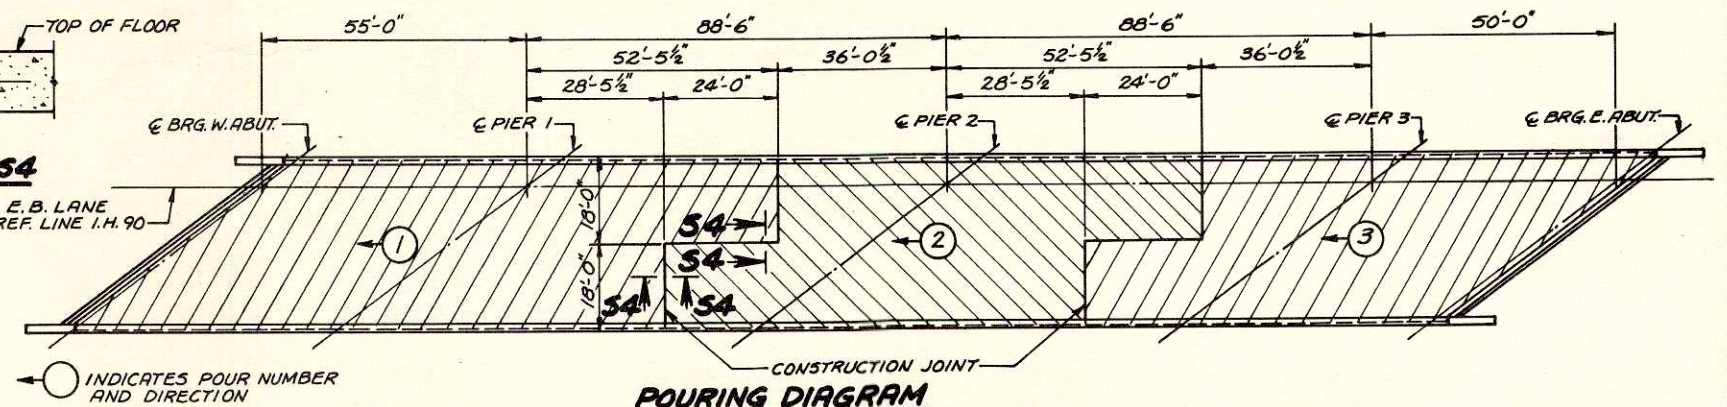 TOP OF FLOOR
55'-0"
88'-6"
88'-6"
50'-0"
52'-5½"
36'-0½"
52'-5½"
36'-0½"
28'-5½"
24'-0"
28'-5½"
24'-0"
℄ BRG. W. ABUT.
℄ PIER 1
℄ PIER 2
℄ PIER 3
℄ BRG. E. ABUT.
S4
E.B. LANE
REF. LINE I.H. 90
18'-0"
18'-0"
S4
S4
S4
S4
1
2
3
CONSTRUCTION JOINT
INDICATES POUR NUMBER
AND DIRECTION
POURING DIAGRAM